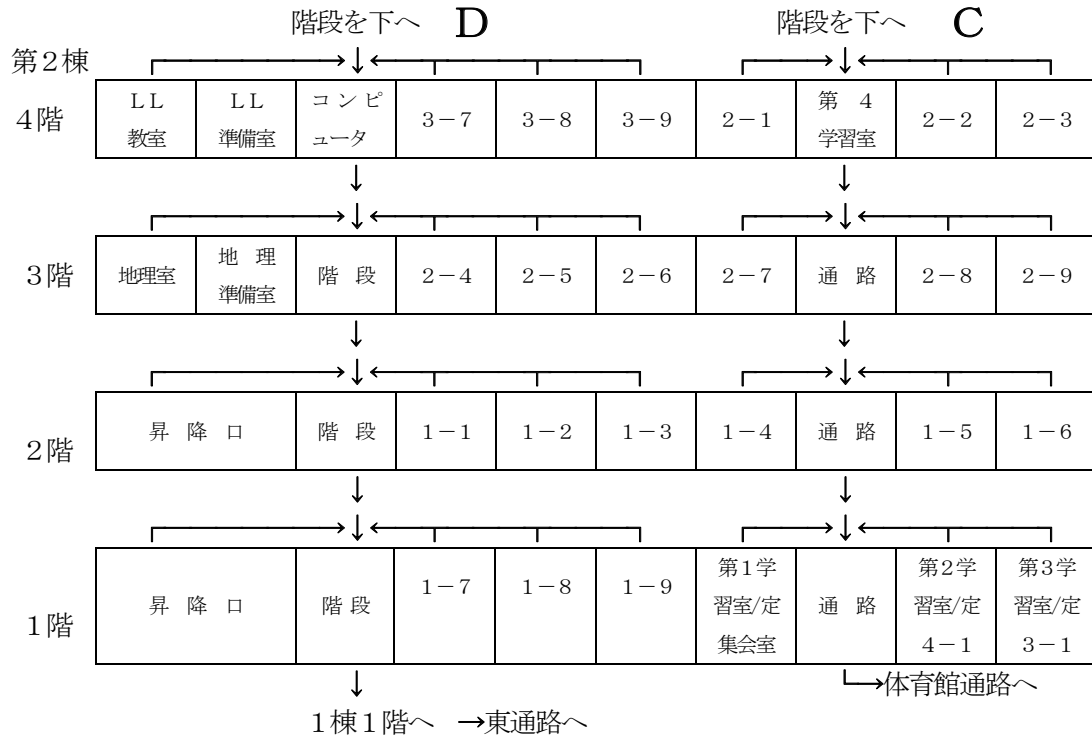 階段を下へ D 階段を下へ C
第２棟
４階
ＬＬ
教室
ＬＬ
準備室
コンピ
ュータ
３－７
３－８
３－９
２－１
第４
学習室
２－２
２－３
３階
地理室
地理
準備室
階段
２－４
２－５
２－６
２－７
通路
２－８
２－９
２階
昇降口
階段
１－１
１－２
１－３
１－４
通路
１－５
１－６
１階
昇降口
階段
１－７
１－８
１－９
第１学
習室/定
集会室
通路
第２学
習室/定
４－１
第３学
習室/定
３－１
→体育館通路へ
１棟１階へ →東通路へ